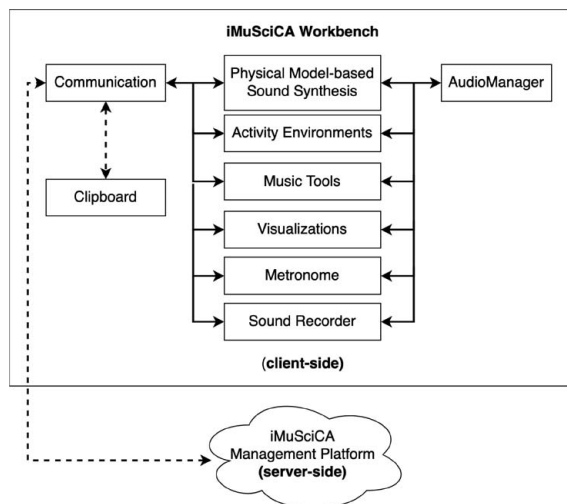 iMuSciCA Workbench
Communication
Physical Model-based
Sound Synthesis
AudioManager
Activity Environments
Clipboard
Music Tools
Visualizations
Metronome
Sound Recorder
(client-side)
iMuSciCA
Management Platform
(server-side)